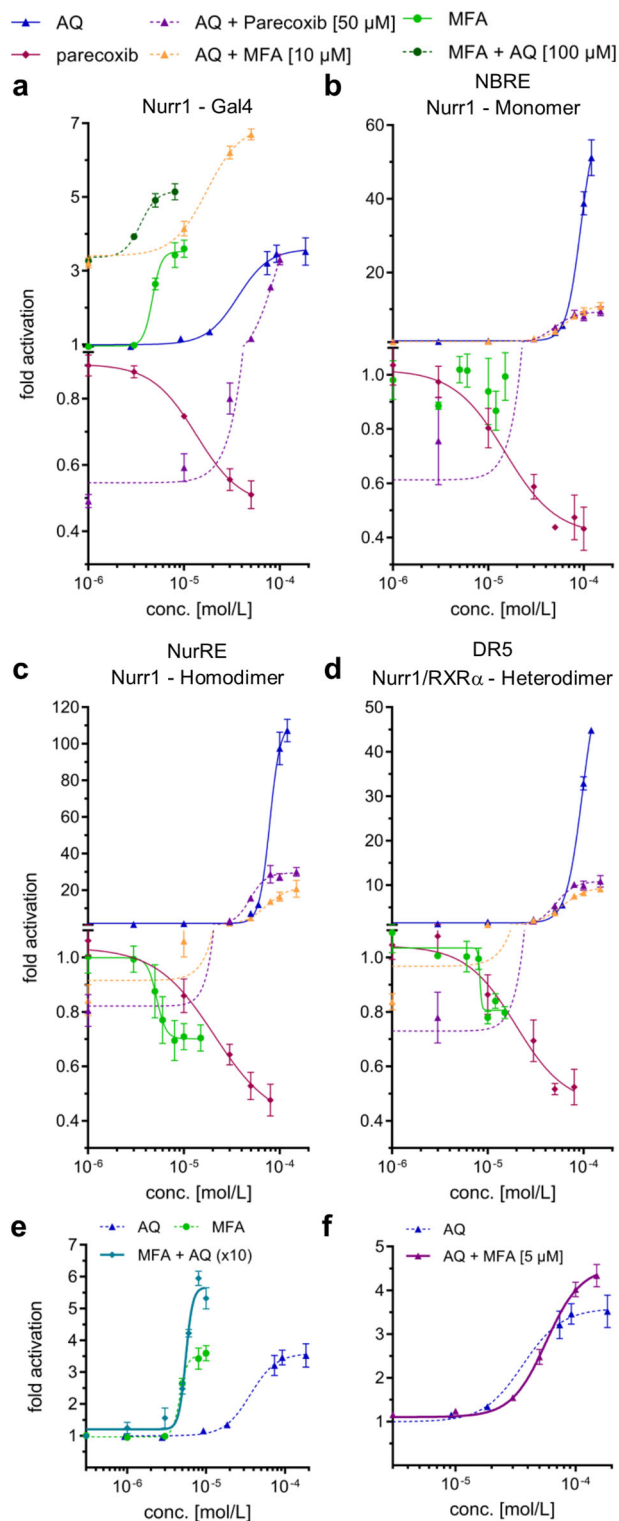 AQ
AQ + Parecoxib [50 µM]
MFA
parecoxib
AQ + MFA [10 µM]
MFA + AQ [100 µM]
a
Nurr1 - Gal4
7
5
3
1
0.8
0.6
0.4
fold activation
10⁻⁶
10⁻⁵
10⁻⁴
conc. [mol/L]
b
NBRE
Nurr1 - Monomer
60
40
20
1.0
0.8
0.6
0.4
10⁻⁶
10⁻⁵
10⁻⁴
conc. [mol/L]
c
NurRE
Nurr1 - Homodimer
120
100
80
60
40
20
1.0
0.8
0.6
0.4
fold activation
10⁻⁶
10⁻⁵
10⁻⁴
conc. [mol/L]
d
DR5
Nurr1/RXRα - Heterodimer
50
40
30
20
10
1.0
0.8
0.6
0.4
10⁻⁶
10⁻⁵
10⁻⁴
conc. [mol/L]
e
AQ
MFA
MFA + AQ (x10)
7
6
5
4
3
2
1
fold activation
10⁻⁶
10⁻⁵
10⁻⁴
conc. [mol/L]
f
AQ
AQ + MFA [5 µM]
5
4
3
2
1
10⁻⁵
10⁻⁴
conc. [mol/L]